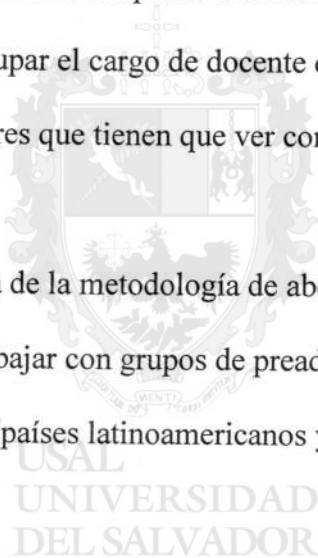 upar el cargo de docente
res que tienen que ver con
de la metodología de abo
bajar con grupos de pread
países latinoamericanos y
USAL
UNIVERSIDAD
DEL SALVADOR